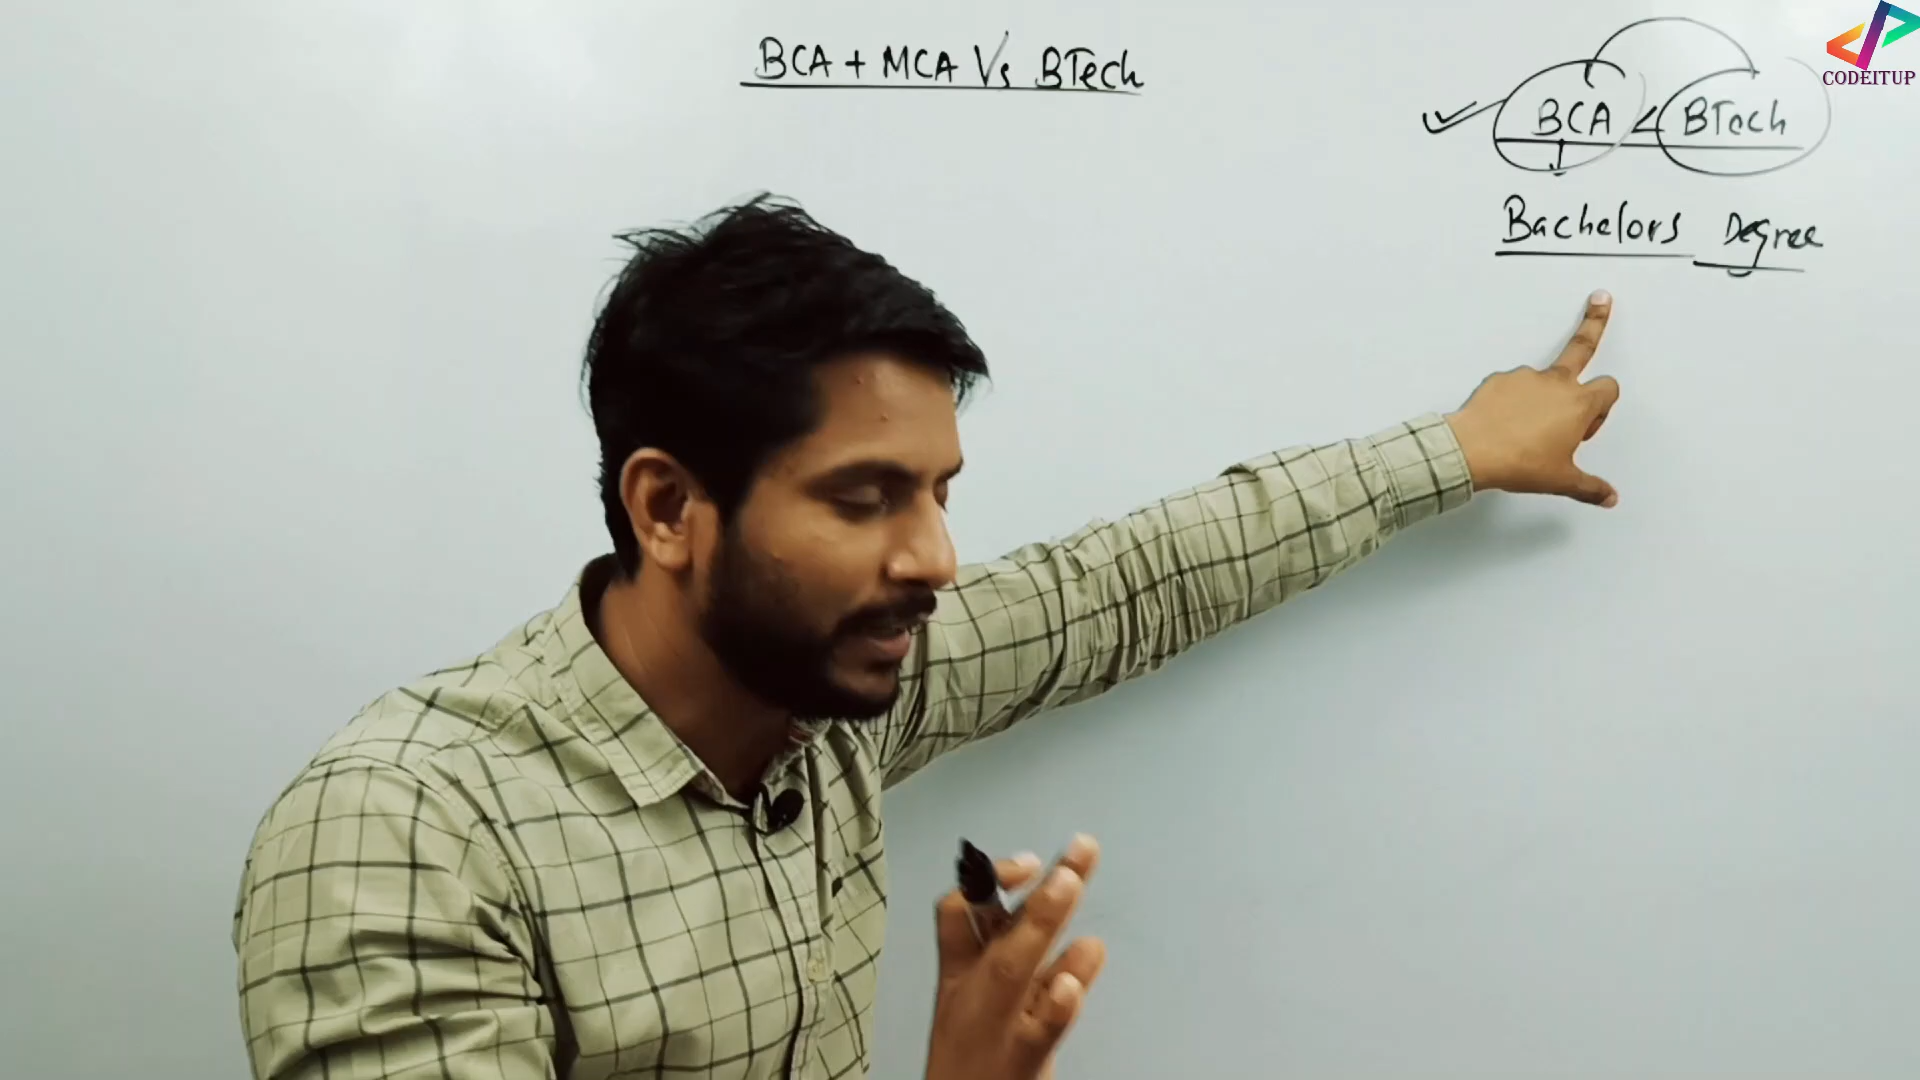 BCA + MCA Vs BTech
CODEITUP
BCA < BTech
Bachelors Degree